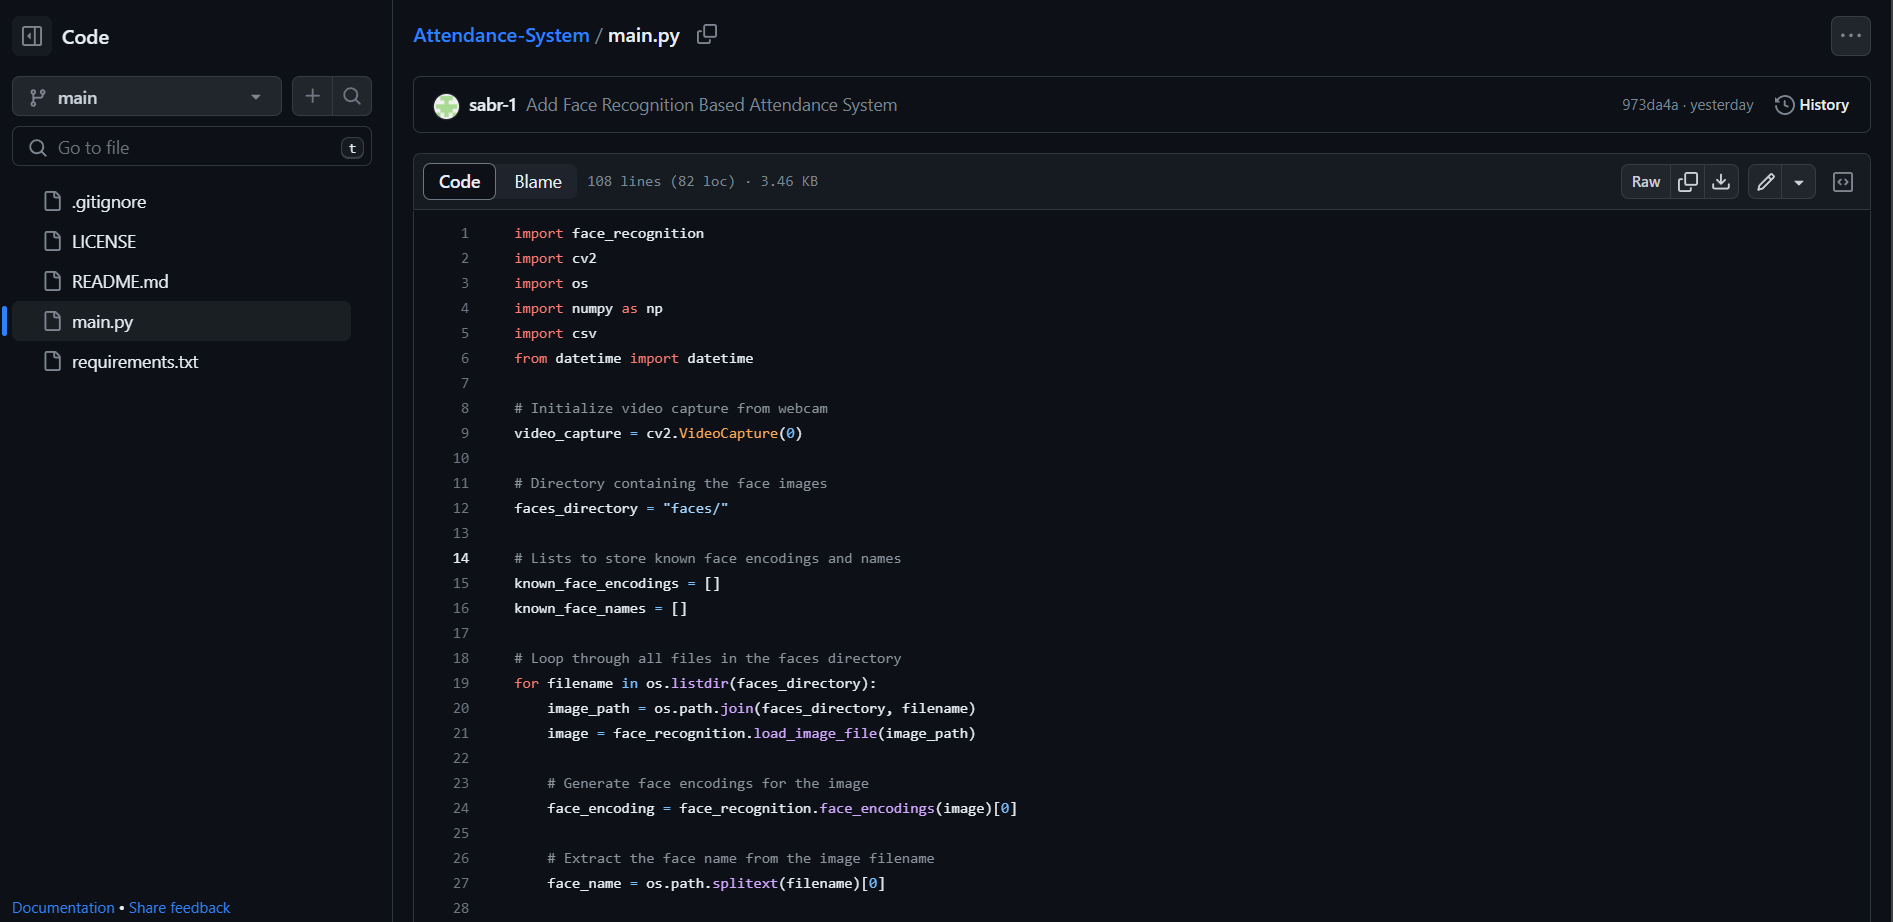 Code
main
Go to file
t
.gitignore
LICENSE
README.md
main.py
requirements.txt
Documentation • Share feedback
Attendance-System / main.py
sabr-1 Add Face Recognition Based Attendance System
973da4a · yesterday
History
Code
Blame
108 lines (82 loc) · 3.46 KB
Raw
1 import face_recognition
2 import cv2
3 import os
4 import numpy as np
5 import csv
6 from datetime import datetime
7
8 # Initialize video capture from webcam
9 video_capture = cv2.VideoCapture(0)
10
11 # Directory containing the face images
12 faces_directory = "faces/"
13
14 # Lists to store known face encodings and names
15 known_face_encodings = []
16 known_face_names = []
17
18 # Loop through all files in the faces directory
19 for filename in os.listdir(faces_directory):
20     image_path = os.path.join(faces_directory, filename)
21     image = face_recognition.load_image_file(image_path)
22
23     # Generate face encodings for the image
24     face_encoding = face_recognition.face_encodings(image)[0]
25
26     # Extract the face name from the image filename
27     face_name = os.path.splitext(filename)[0]
28